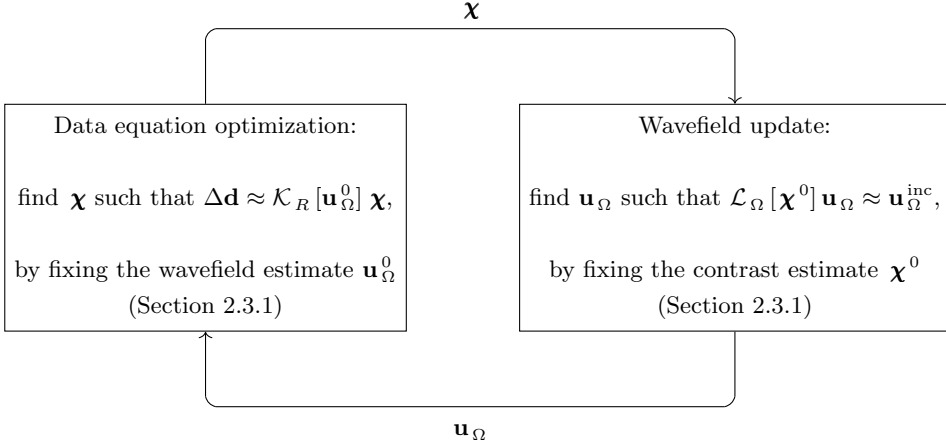 𝝌
Data equation optimization:
find 𝝌 such that Δ𝐝 ≈ 𝒦_R [𝐮_Ω^0] 𝝌,
by fixing the wavefield estimate 𝐮_Ω^0
(Section 2.3.1)
Wavefield update:
find 𝐮_Ω such that ℒ_Ω [𝝌^0] 𝐮_Ω ≈ 𝐮_Ω^inc,
by fixing the contrast estimate 𝝌^0
(Section 2.3.1)
𝐮_Ω